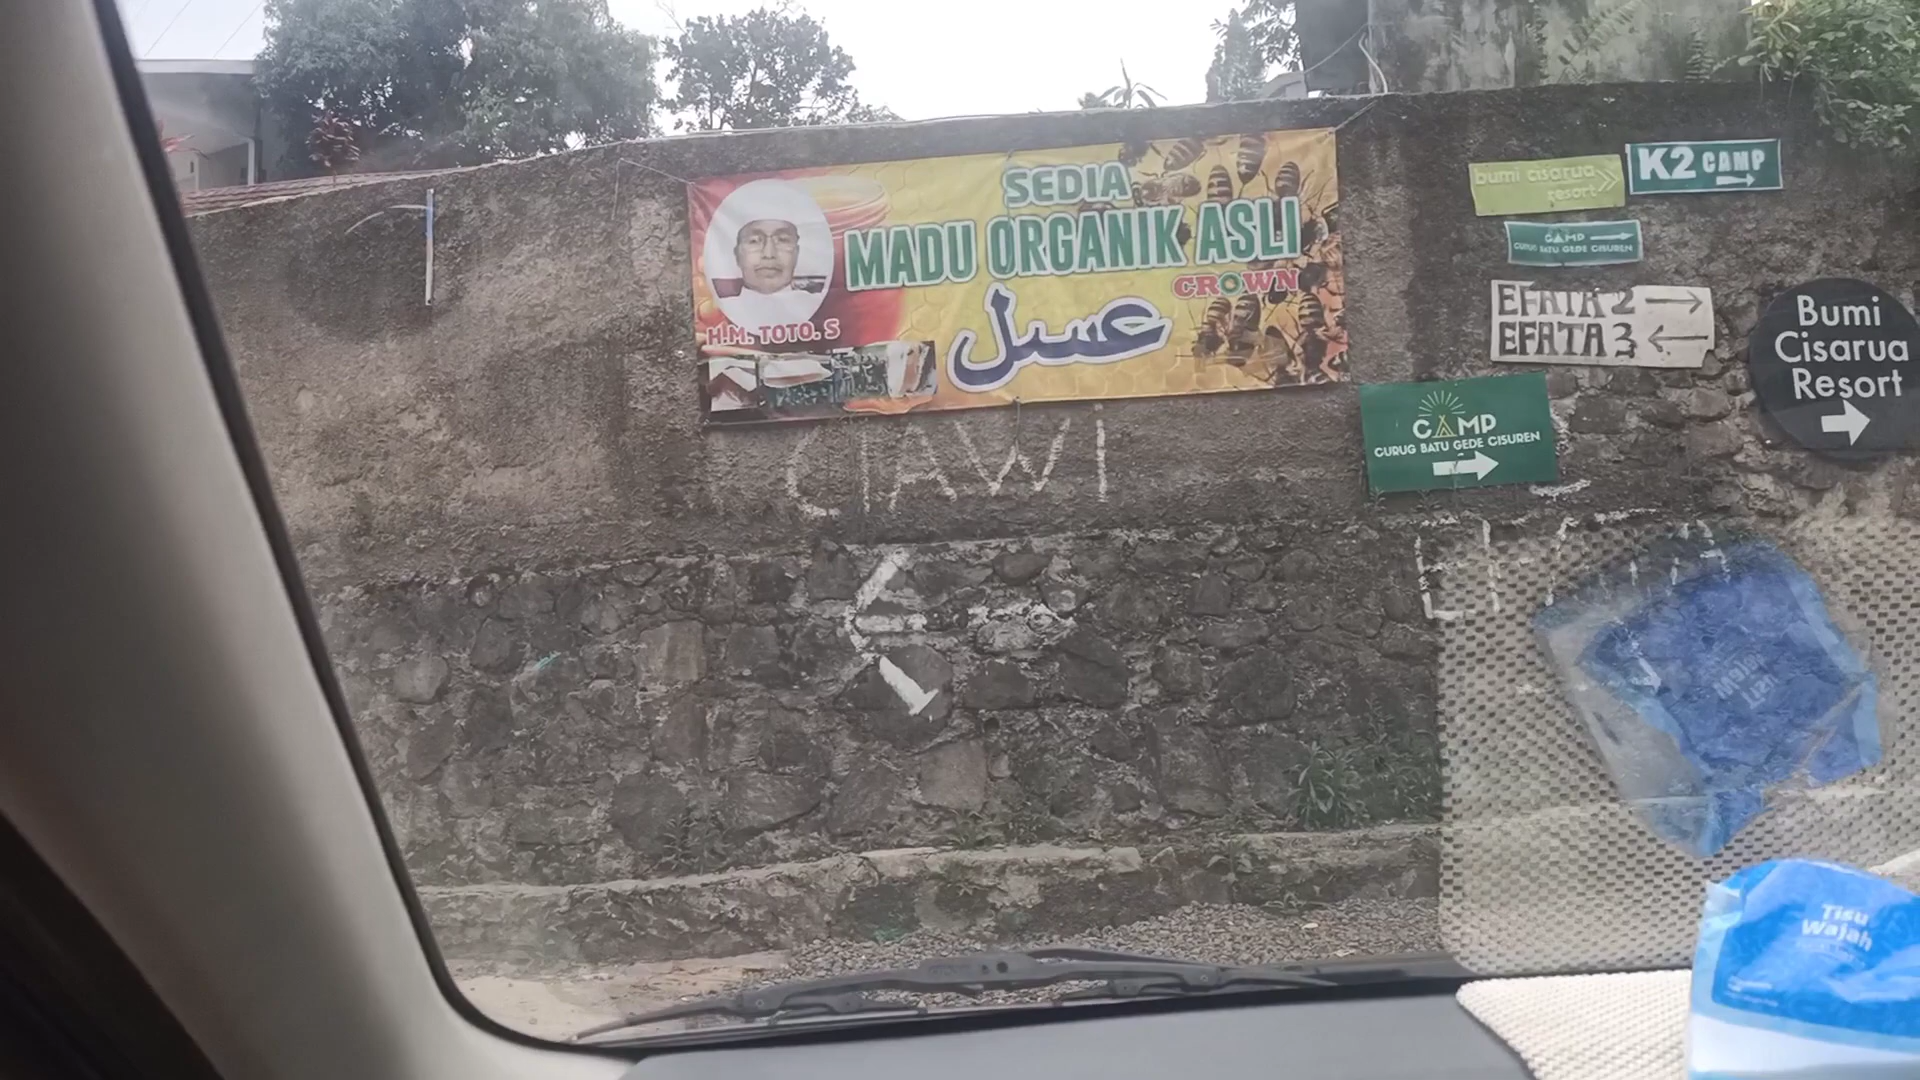 SEDIA
MADU ORGANIK ASLI
CROWN
عسل
H.M. TOTO. S
CIAWI
bumi cisarua
resort
K2 CAMP
CAMP
CURUG BATU GEDE CISUREN
EFATA 2
EFATA 3
Bumi
Cisarua
Resort
CAMP
CURUG BATU GEDE CISUREN
Tisu
Wajah